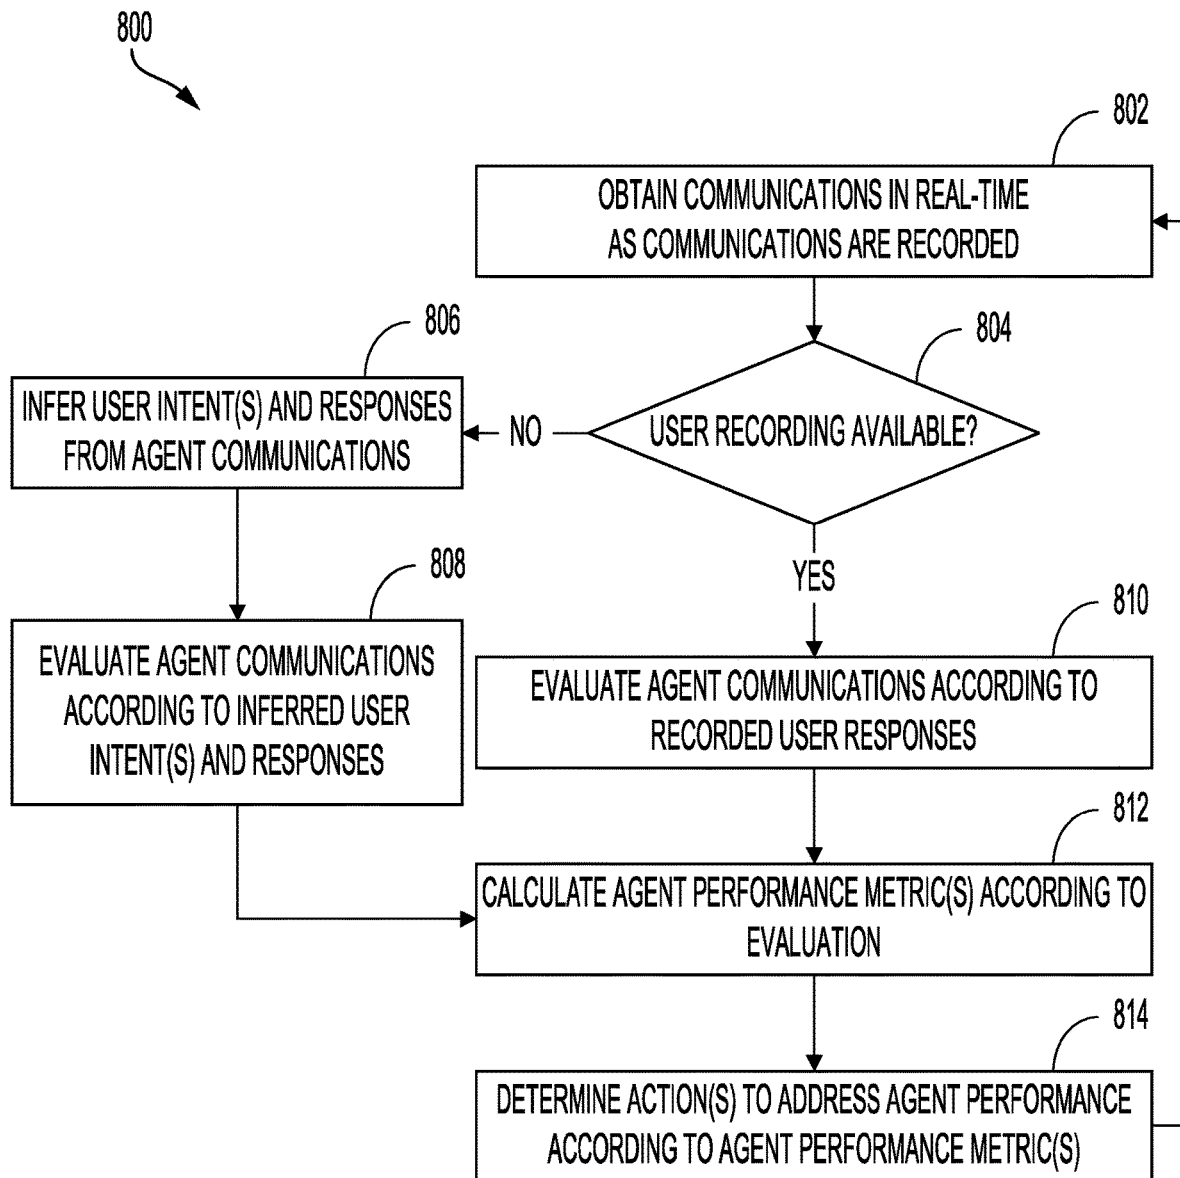 800
802
OBTAIN COMMUNICATIONS IN REAL-TIME
AS COMMUNICATIONS ARE RECORDED
804
USER RECORDING AVAILABLE?
NO
806
INFER USER INTENT(S) AND RESPONSES
FROM AGENT COMMUNICATIONS
808
EVALUATE AGENT COMMUNICATIONS
ACCORDING TO INFERRED USER
INTENT(S) AND RESPONSES
YES
810
EVALUATE AGENT COMMUNICATIONS ACCORDING TO
RECORDED USER RESPONSES
812
CALCULATE AGENT PERFORMANCE METRIC(S) ACCORDING TO
EVALUATION
814
DETERMINE ACTION(S) TO ADDRESS AGENT PERFORMANCE
ACCORDING TO AGENT PERFORMANCE METRIC(S)